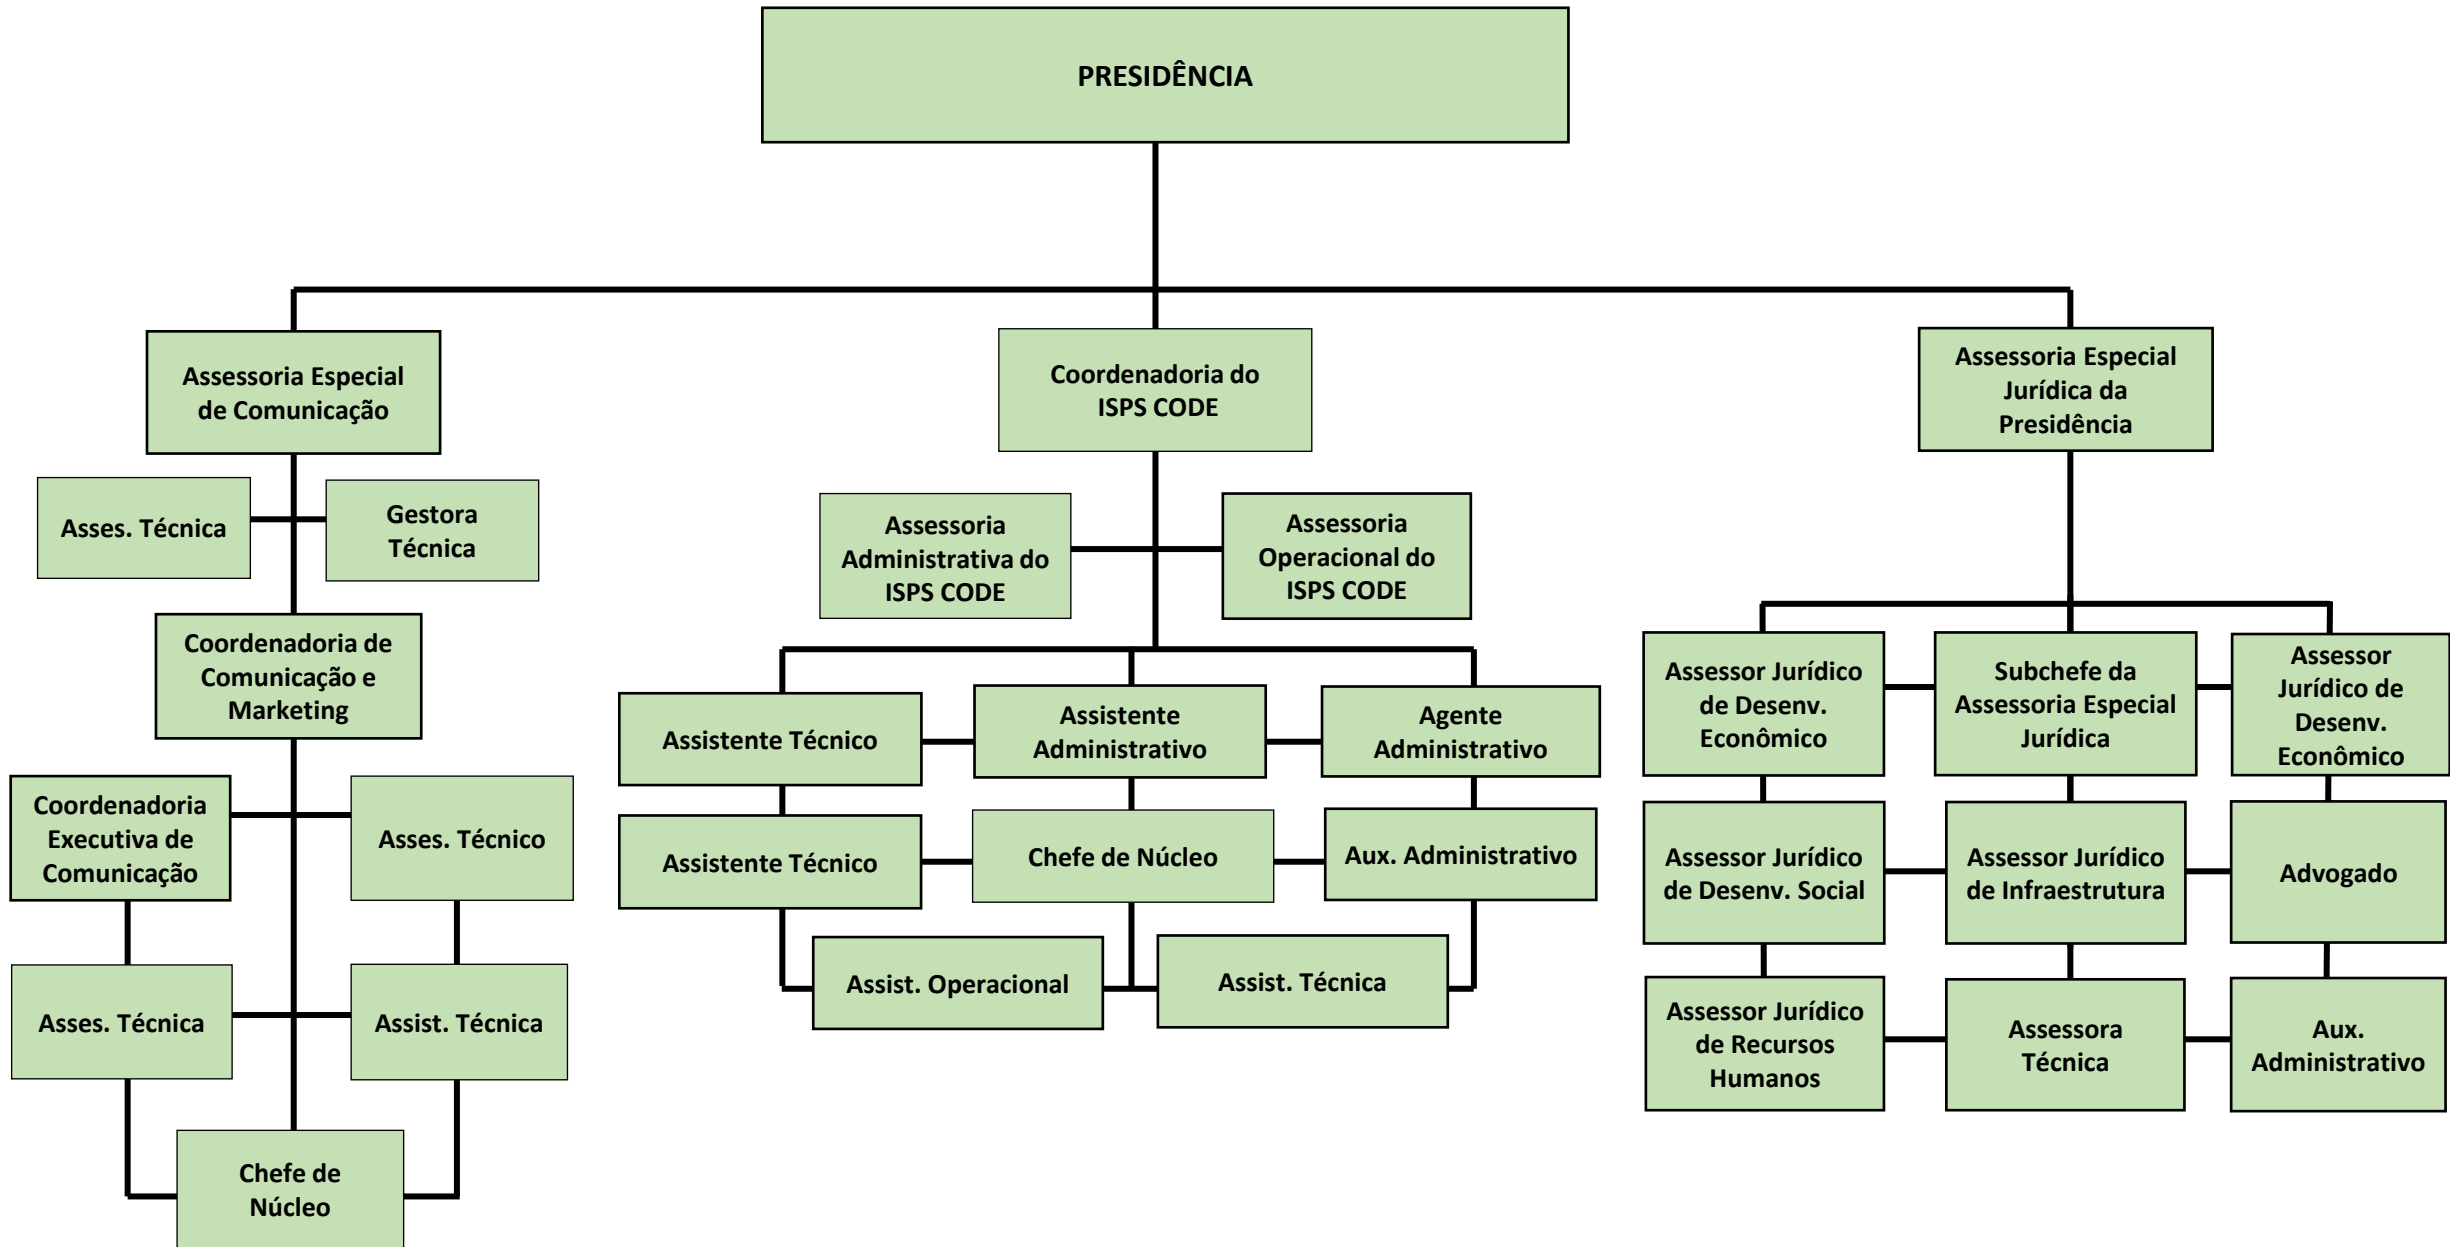 PRESIDÊNCIA
Assessoria Especial
de Comunicação
Coordenadoria do
ISPS CODE
Assessoria Especial
Jurídica da
Presidência
Asses. Técnica
Gestora
Técnica
Assessoria
Administrativa do
ISPS CODE
Assessoria
Operacional do
ISPS CODE
Coordenadoria de
Comunicação e
Marketing
Assistente Técnico
Assistente
Administrativo
Agente
Administrativo
Assessor Jurídico
de Desenv.
Econômico
Subchefe da
Assessoria Especial
Jurídica
Assessor
Jurídico de
Desenv.
Econômico
Coordenadoria
Executiva de
Comunicação
Asses. Técnico
Assistente Técnico
Chefe de Núcleo
Aux. Administrativo
Assessor Jurídico
de Desenv. Social
Assessor Jurídico
de Infraestrutura
Advogado
Asses. Técnica
Assist. Técnica
Assist. Operacional
Assist. Técnica
Assessor Jurídico
de Recursos
Humanos
Assessora
Técnica
Aux.
Administrativo
Chefe de
Núcleo